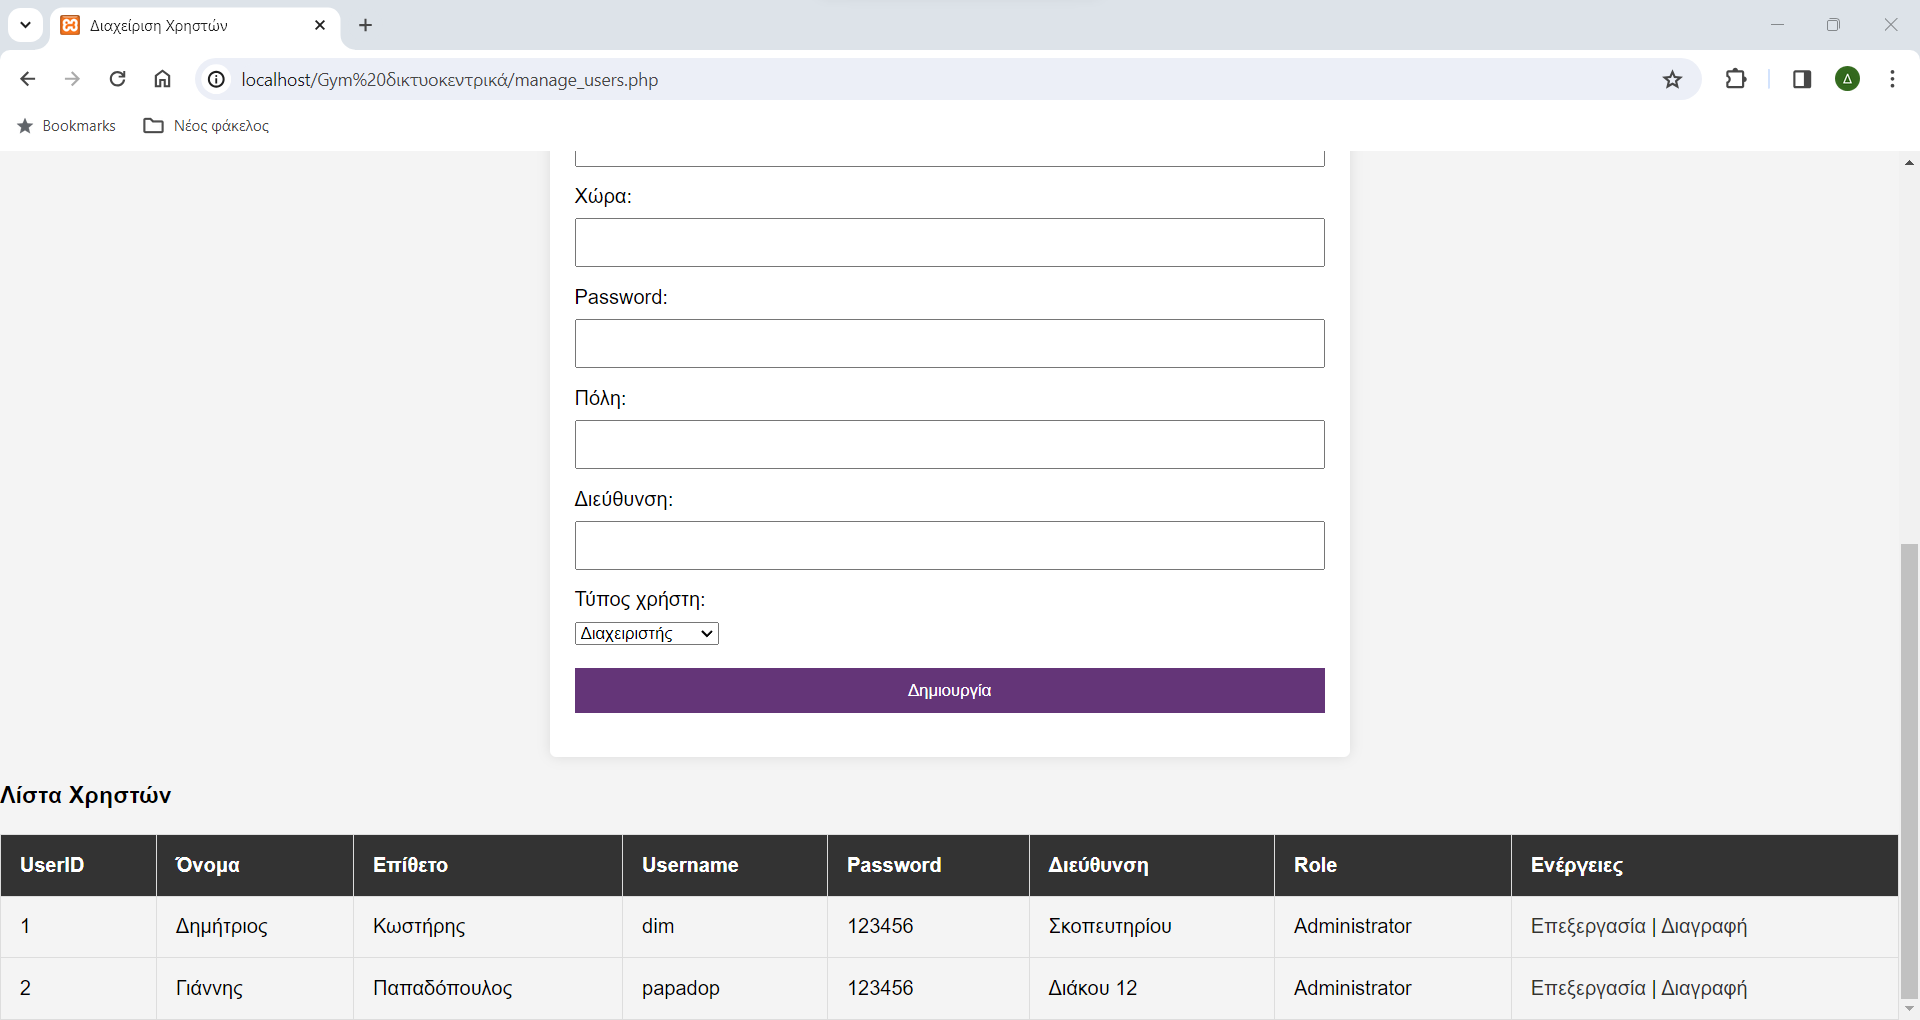 Διαχείριση Χρηστών
localhost/Gym%20δικτυοκεντρικά/manage_users.php
Δ
Bookmarks
Νέος φάκελος
Χώρα:
Password:
Πόλη:
Διεύθυνση:
Τύπος χρήστη:
Διαχειριστής
Δημιουργία
Λίστα Χρηστών
UserID Όνομα Επίθετο Username Password Διεύθυνση Role Ενέργειες
1 Δημήτριος Κωστήρης dim 123456 Σκοπευτηρίου Administrator Επεξεργασία | Διαγραφή
2 Γιάννης Παπαδόπουλος papadop 123456 Διάκου 12 Administrator Επεξεργασία | Διαγραφή